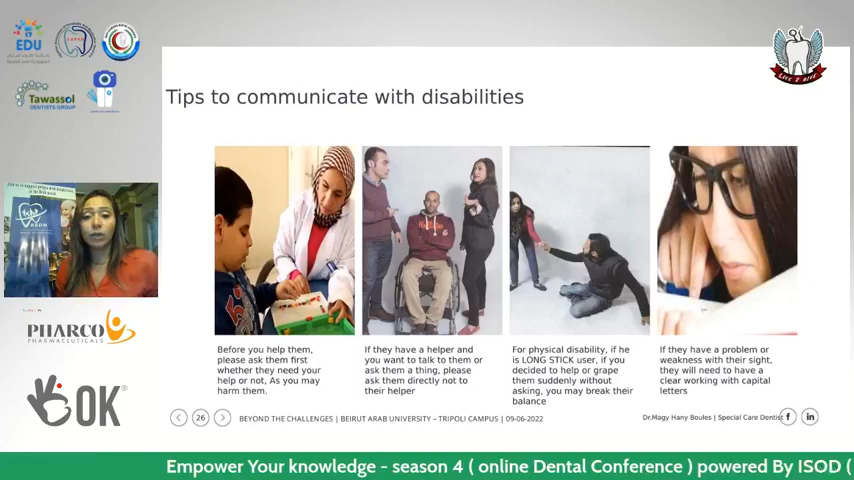 EDU
Tawassol
DENTISTS GROUP
LIVE 2 GIVE
Tips to communicate with disabilities
ASDH
Before you help them,
please ask them first
whether they need your
help or not, As you may
harm them.
If they have a helper and
you want to talk to them or
ask them a thing, please
ask them directly not to
their helper
For physical disability, if he
is LONG STICK user, if you
decided to help or grape
them suddenly without
asking, you may break their
balance
If they have a problem or
weakness with their sight,
they will need to have a
clear working with capital
letters
PHARCO
PHARMACEUTICALS
OK®
26
BEYOND THE CHALLENGES | BEIRUT ARAB UNIVERSITY – TRIPOLI CAMPUS | 09-06-2022
Dr.Magy Hany Boules | Special Care Dentist
f
in
Empower Your knowledge - season 4 ( online Dental Conference ) powered By ISOD (